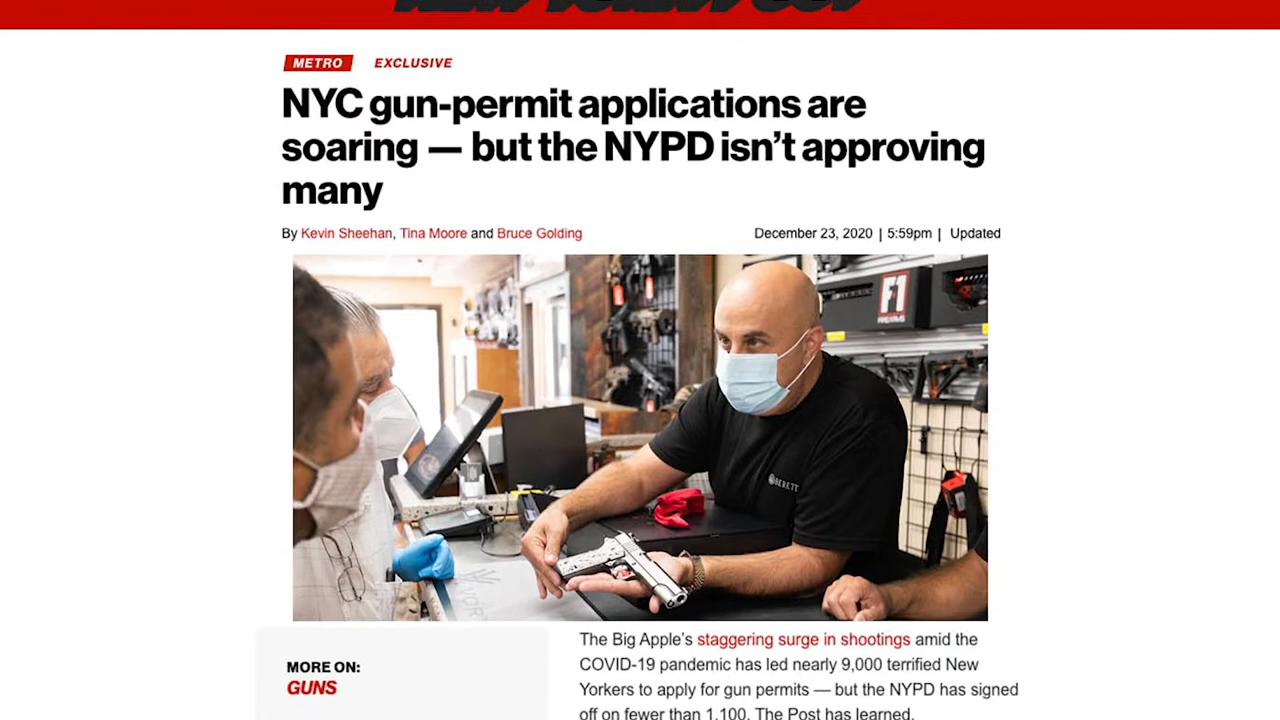 METRO EXCLUSIVE
NYC gun-permit applications are
soaring — but the NYPD isn't approving
many
By Kevin Sheehan, Tina Moore and Bruce Golding
December 23, 2020 | 5:59pm | Updated
F1
FIREARMS
BERETT
The Big Apple's staggering surge in shootings amid the
COVID-19 pandemic has led nearly 9,000 terrified New
Yorkers to apply for gun permits — but the NYPD has signed
off on fewer than 1,100, The Post has learned.
MORE ON:
GUNS